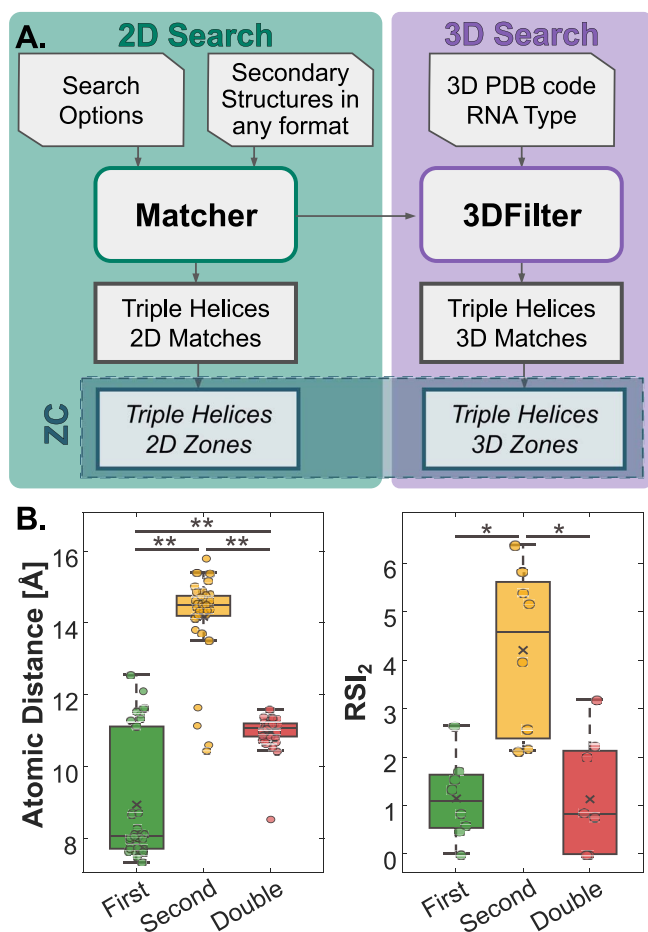 A.
2D Search
3D Search
Search
Options
Secondary
Structures in
any format
3D PDB code
RNA Type
Matcher
3DFilter
Triple Helices
2D Matches
Triple Helices
3D Matches
ZC
Triple Helices
2D Zones
Triple Helices
3D Zones
B.
**
**
**
Atomic Distance [Å]
16
14
12
10
8
First
Second
Double
*
*
RSI₂
6
5
4
3
2
1
0
First
Second
Double